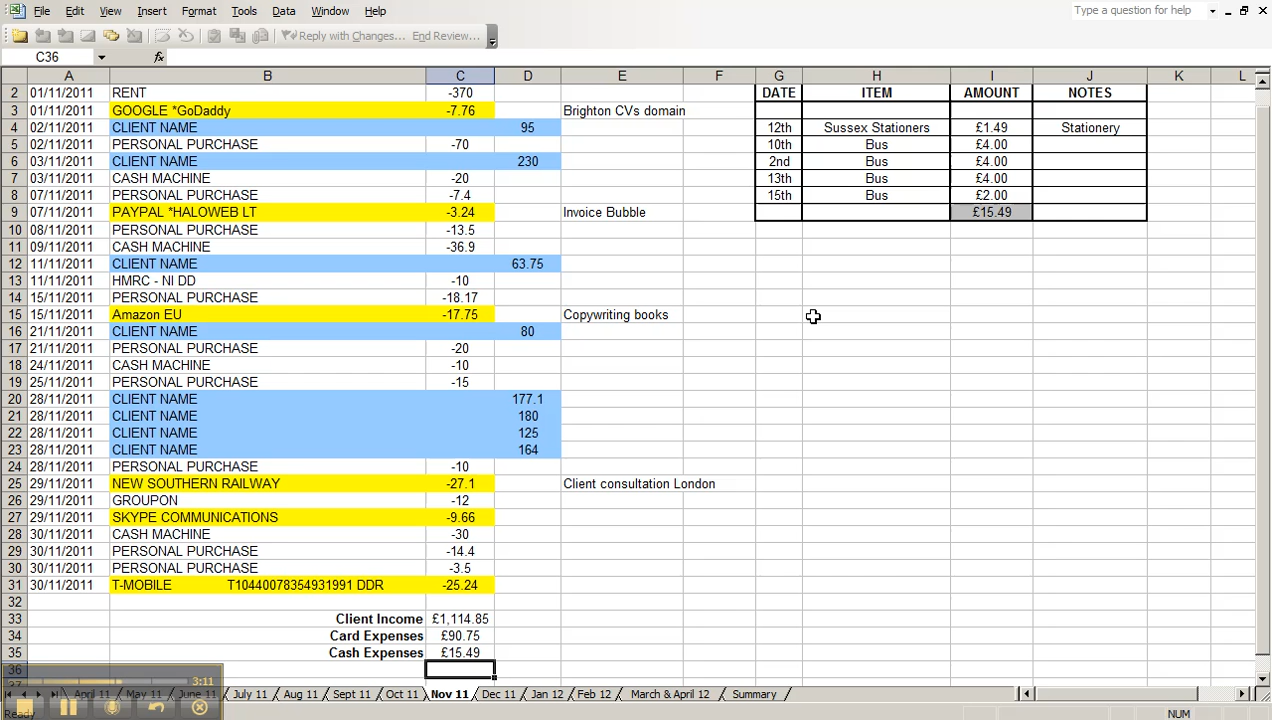 File Edit View Insert Format Tools Data Window Help Type a question for help
Reply with Changes... End Review...
C36 fx
A B C D E F G H I J K L
2 01/11/2011 RENT -370 DATE ITEM AMOUNT NOTES
3 01/11/2011 GOOGLE *GoDaddy -7.76 Brighton CVs domain
4 02/11/2011 CLIENT NAME 95 12th Sussex Stationers £1.49 Stationery
5 02/11/2011 PERSONAL PURCHASE -70 10th Bus £4.00
6 03/11/2011 CLIENT NAME 230 2nd Bus £4.00
7 03/11/2011 CASH MACHINE -20 13th Bus £4.00
8 07/11/2011 PERSONAL PURCHASE -7.4 15th Bus £2.00
9 07/11/2011 PAYPAL *HALOWEB LT -3.24 Invoice Bubble £15.49
10 08/11/2011 PERSONAL PURCHASE -13.5
11 09/11/2011 CASH MACHINE -36.9
12 11/11/2011 CLIENT NAME 63.75
13 11/11/2011 HMRC - NI DD -10
14 15/11/2011 PERSONAL PURCHASE -18.17
15 15/11/2011 Amazon EU -17.75 Copywriting books
16 21/11/2011 CLIENT NAME 80
17 21/11/2011 PERSONAL PURCHASE -20
18 24/11/2011 CASH MACHINE -10
19 25/11/2011 PERSONAL PURCHASE -15
20 28/11/2011 CLIENT NAME 177.1
21 28/11/2011 CLIENT NAME 180
22 28/11/2011 CLIENT NAME 125
23 28/11/2011 CLIENT NAME 164
24 28/11/2011 PERSONAL PURCHASE -10
25 29/11/2011 NEW SOUTHERN RAILWAY -27.1 Client consultation London
26 29/11/2011 GROUPON -12
27 29/11/2011 SKYPE COMMUNICATIONS -9.66
28 30/11/2011 CASH MACHINE -30
29 30/11/2011 PERSONAL PURCHASE -14.4
30 30/11/2011 PERSONAL PURCHASE -3.5
31 30/11/2011 T-MOBILE T10440078354931991 DDR -25.24
32
33 Client Income £1,114.85
34 Card Expenses £90.75
35 Cash Expenses £15.49
36
3:11
April 11 May 11 June 11 July 11 Aug 11 Sept 11 Oct 11 Nov 11 Dec 11 Jan 12 Feb 12 March & April 12 Summary
Ready NUM